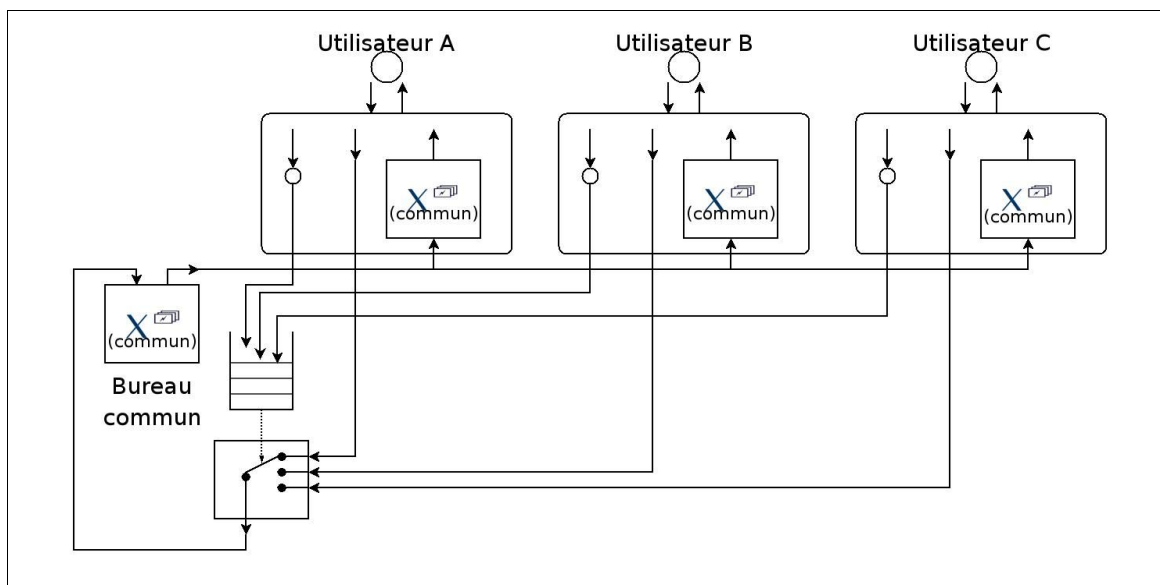 Utilisateur A
Utilisateur B
Utilisateur C
X
(commun)
X
(commun)
X
(commun)
X
(commun)
Bureau
commun